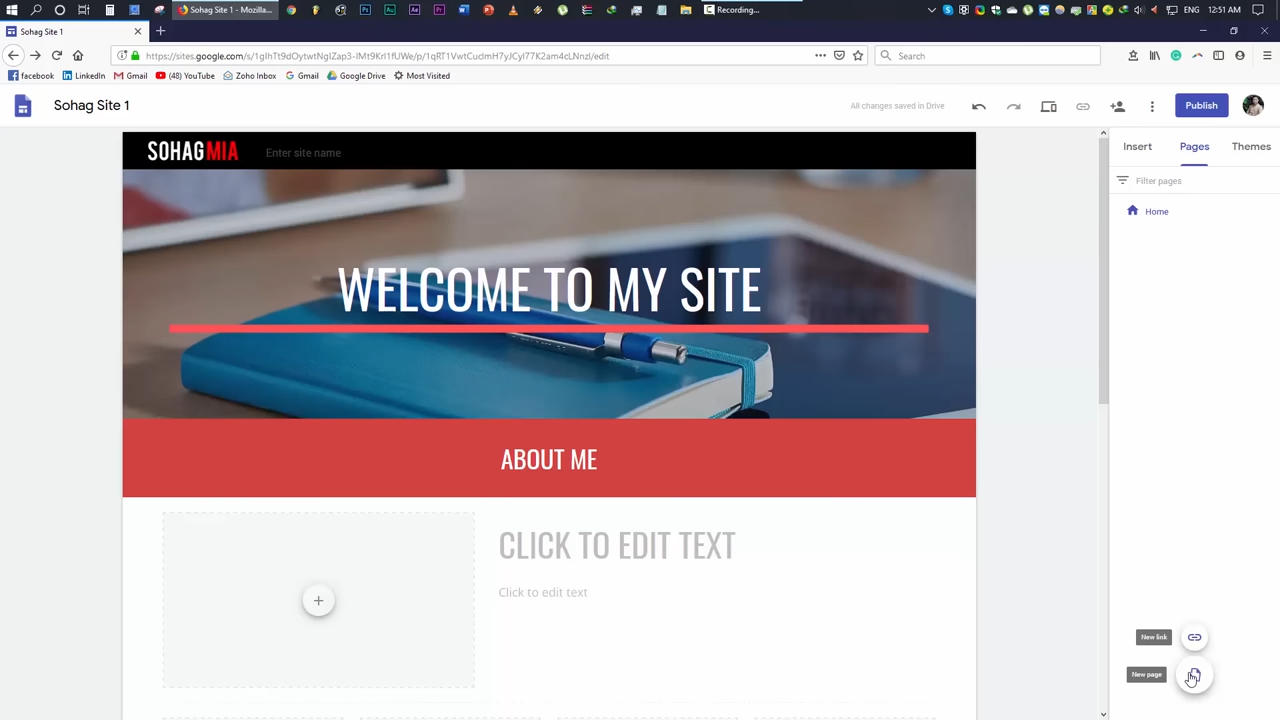 Sohag Site 1 - Mozilla...
Recording...
ENG 12:51 AM
Sohag Site 1
https://sites.google.com/s/1gIhTt9dOytwtNgIZap3-IMt9KrI1fUWe/p/1qRT1VwtCudmH7yJCyI77K2am4cLNnzI/edit
Search
facebook LinkedIn Gmail (48) YouTube Zoho Inbox Gmail Google Drive Most Visited
Sohag Site 1
All changes saved in Drive
Publish
SOHAGMIA Enter site name
Insert Pages Themes
Filter pages
Home
WELCOME TO MY SITE
ABOUT ME
CLICK TO EDIT TEXT
Click to edit text
New link
New page